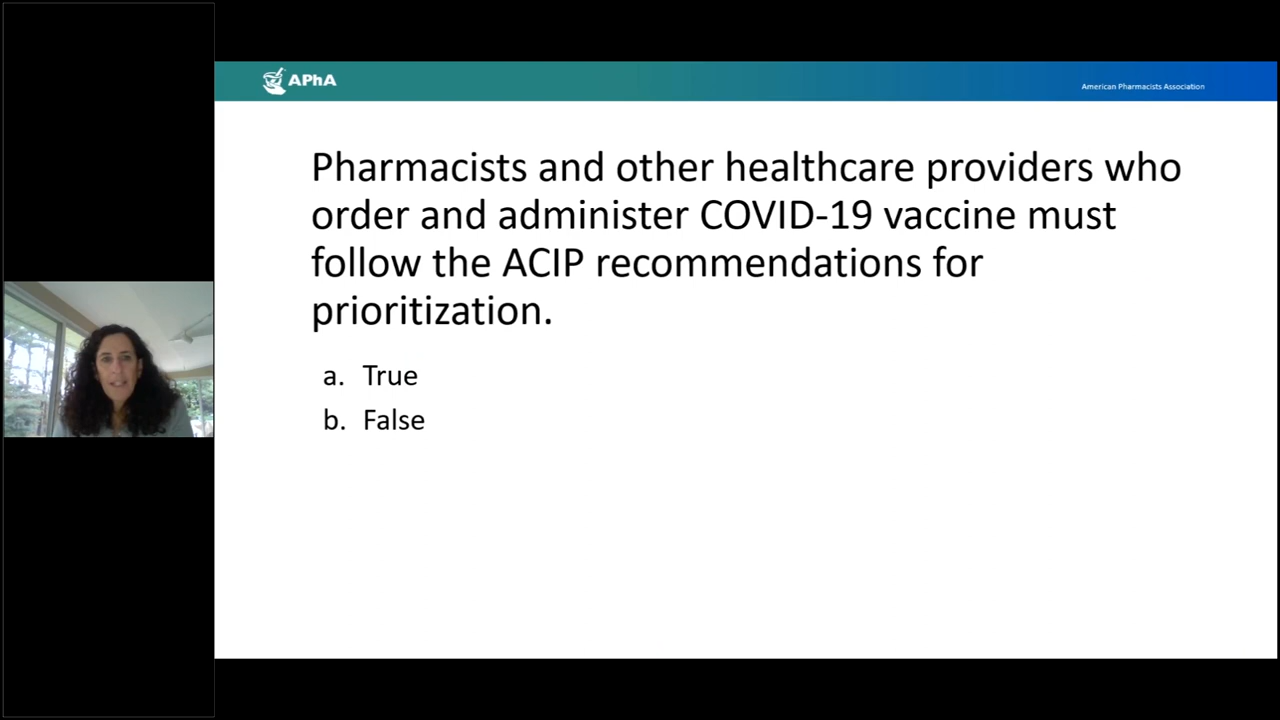 APhA
American Pharmacists Association
Pharmacists and other healthcare providers who
order and administer COVID-19 vaccine must
follow the ACIP recommendations for
prioritization.
a. True
b. False